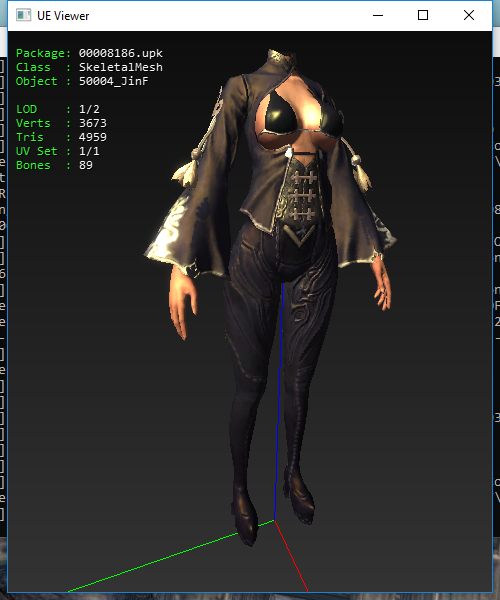 UE Viewer
Package: 00008186.upk
Class : SkeletalMesh
Object : 50004_JinF
LOD : 1/2
Verts : 3673
Tris : 4959
UV Set : 1/1
Bones : 89